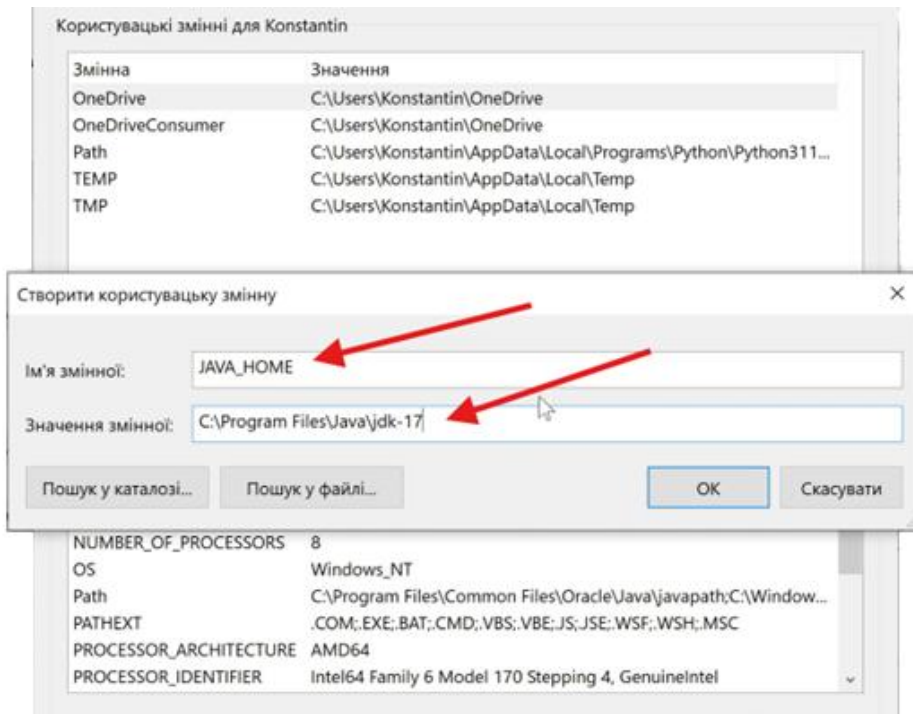 Користувацькі змінні для Konstantin
Змінна Значення
OneDrive C:\Users\Konstantin\OneDrive
OneDriveConsumer C:\Users\Konstantin\OneDrive
Path C:\Users\Konstantin\AppData\Local\Programs\Python\Python311...
TEMP C:\Users\Konstantin\AppData\Local\Temp
TMP C:\Users\Konstantin\AppData\Local\Temp
Створити користувацьку змінну
Ім'я змінної: JAVA_HOME
Значення змінної: C:\Program Files\Java\jdk-17
Пошук у каталозі... Пошук у файлі... ОК Скасувати
NUMBER_OF_PROCESSORS 8
OS Windows_NT
Path C:\Program Files\Common Files\Oracle\Java\javapath;C:\Window...
PATHEXT .COM;.EXE;.BAT;.CMD;.VBS;.VBE;.JS;.JSE;.WSF;.WSH;.MSC
PROCESSOR_ARCHITECTURE AMD64
PROCESSOR_IDENTIFIER Intel64 Family 6 Model 170 Stepping 4, GenuineIntel